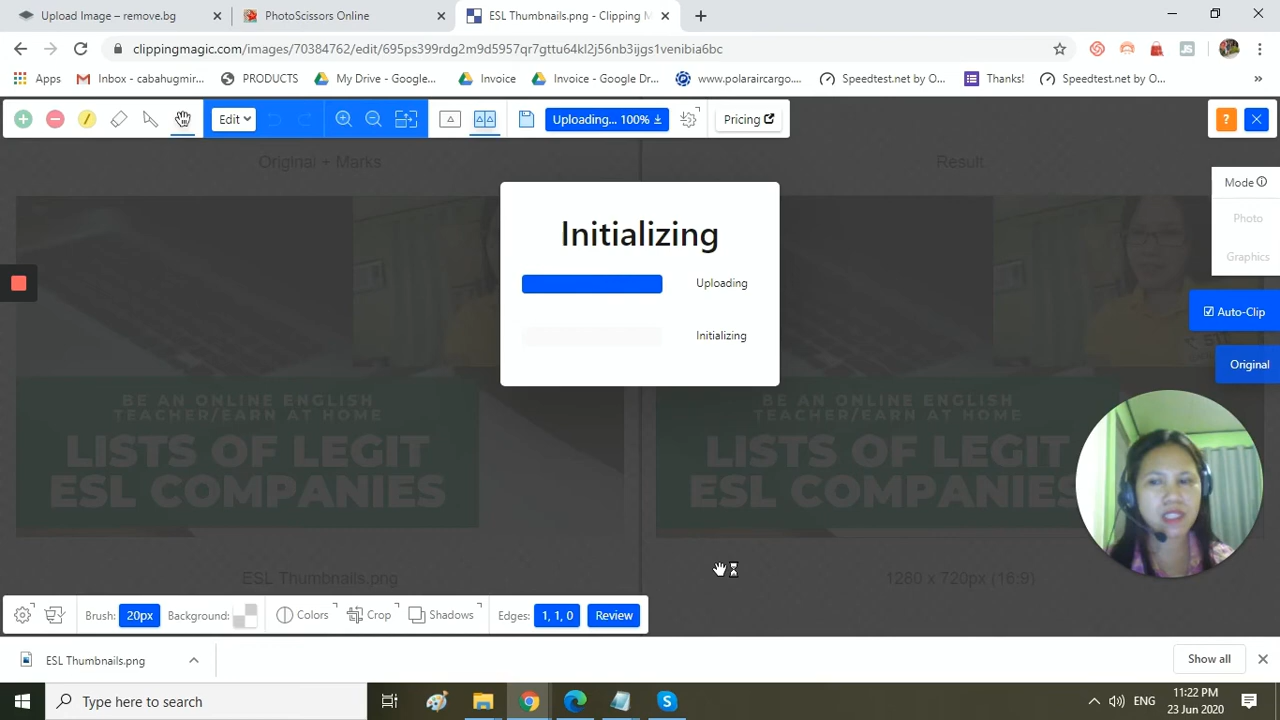 Upload Image – remove.bg
PhotoScissors Online
ESL Thumbnails.png - Clipping M
clippingmagic.com/images/70384762/edit/695ps399rdg2m9d5957qr7gttu64kl2j56nb3ijgs1venibia6bc
Apps
Inbox - cabahugmir...
PRODUCTS
My Drive - Google...
Invoice
Invoice - Google Dr...
www.polaraircargo....
Speedtest.net by O...
Thanks!
Speedtest.net by O...
»
Edit
Uploading... 100%
Pricing
?
Original + Marks
Result
Mode
Photo
Graphics
Auto-Clip
Original
Initializing
Uploading
Initializing
BE AN ONLINE ENGLISH
TEACHER/EARN AT HOME
LISTS OF LEGIT
ESL COMPANIES
BE AN ONLINE ENGLISH
TEACHER/EARN AT HOME
LISTS OF LEGIT
ESL COMPANIES
ESL Thumbnails.png
1280 x 720px (16:9)
Brush:
20px
Background:
Colors
Crop
Shadows
Edges:
1, 1, 0
Review
ESL Thumbnails.png
Show all
Type here to search
ENG
11:22 PM
23 Jun 2020